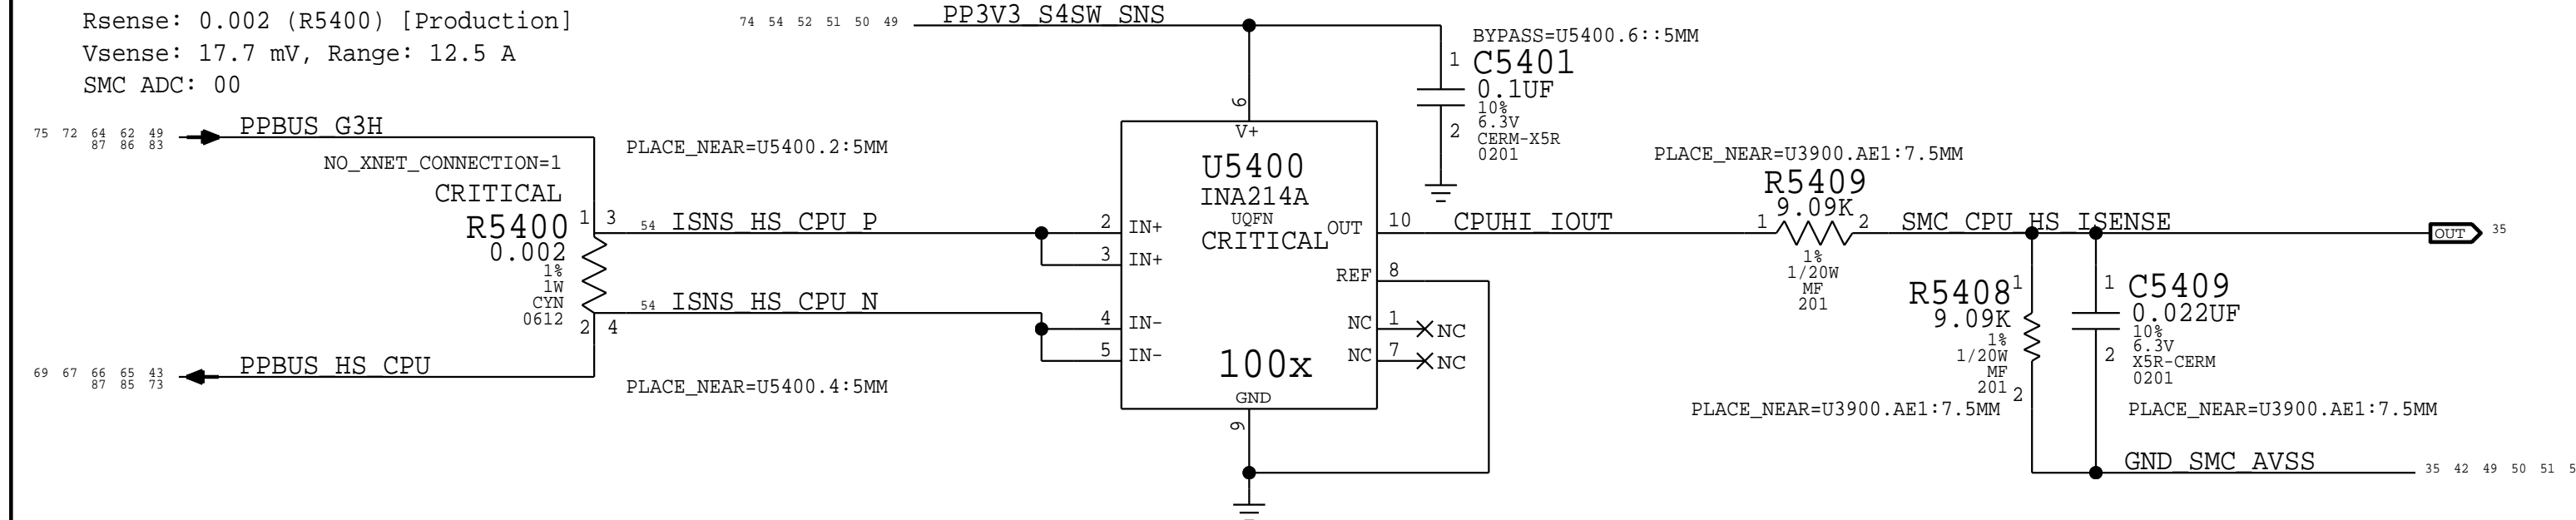 Rsense: 0.002 (R5400) [Production]
Vsense: 17.7 mV, Range: 12.5 A
SMC ADC: 00
74 54 52 51 50 49
PP3V3_S4SW_SNS
BYPASS=U5400.6::5MM
1
C5401
0.1UF
10%
6.3V
2
CERM-X5R
0201
75 72 64 62 49
87 86 83
PPBUS_G3H
NO_XNET_CONNECTION=1
CRITICAL
R5400
0.002
1%
1W
CYN
0612
1 3
2 4
PLACE_NEAR=U5400.2:5MM
54 ISNS_HS_CPU_P
54 ISNS_HS_CPU_N
69 67 66 65 43
87 85 73
PPBUS_HS_CPU
PLACE_NEAR=U5400.4:5MM
6
V+
U5400
INA214A
UQFN
CRITICAL
2 IN+
3 IN+
4 IN-
5 IN-
OUT 10
REF 8
NC 1 NC
NC 7 NC
100x
GND
9
CPUHI_IOUT
PLACE_NEAR=U3900.AE1:7.5MM
R5409
9.09K
1 2
1%
1/20W
MF
201
SMC_CPU_HS_ISENSE
OUT 35
R5408
9.09K
1%
1/20W
MF
201
1
2
PLACE_NEAR=U3900.AE1:7.5MM
1
C5409
0.022UF
10%
6.3V
2
X5R-CERM
0201
PLACE_NEAR=U3900.AE1:7.5MM
GND_SMC_AVSS
35 42 49 50 51 5